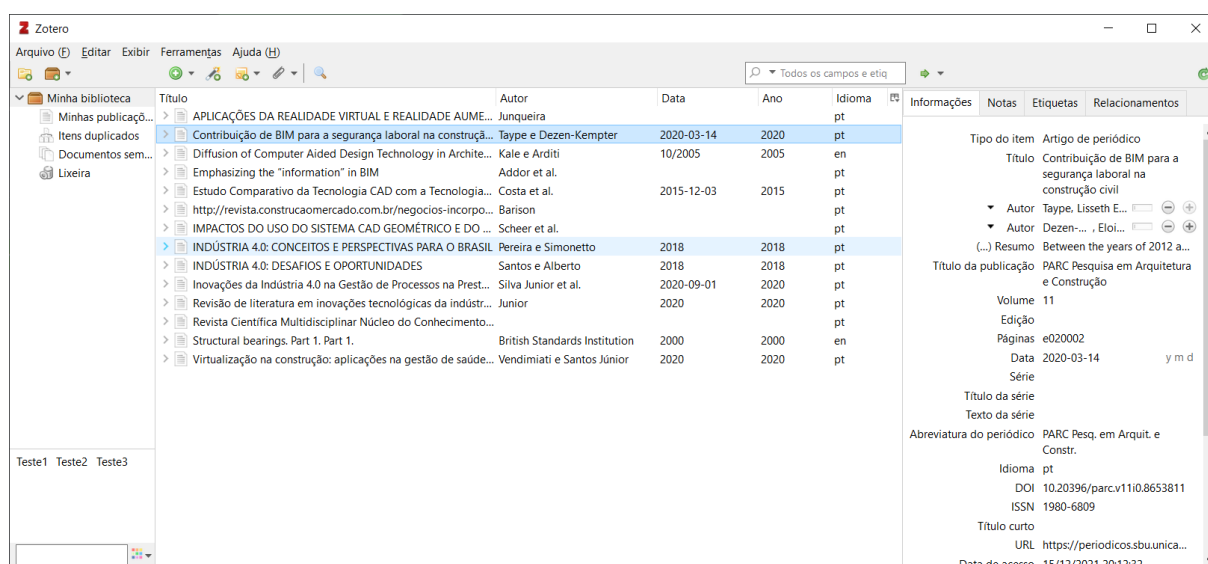 Zotero
Arquivo (F) Editar Exibir Ferramentas Ajuda (H)
Todos os campos e etiq
Minha biblioteca
Minhas publicaçõ...
Itens duplicados
Documentos sem...
Lixeira
Teste1 Teste2 Teste3
Título Autor Data Ano Idioma
APLICAÇÕES DA REALIDADE VIRTUAL E REALIDADE AUME... Junqueira pt
Contribuição de BIM para a segurança laboral na construçã... Taype e Dezen-Kempter 2020-03-14 2020 pt
Diffusion of Computer Aided Design Technology in Archite... Kale e Arditi 10/2005 2005 en
Emphasizing the "information" in BIM Addor et al. pt
Estudo Comparativo da Tecnologia CAD com a Tecnologia... Costa et al. 2015-12-03 2015 pt
http://revista.construcaomercado.com.br/negocios-incorpo... Barison pt
IMPACTOS DO USO DO SISTEMA CAD GEOMÉTRICO E DO ... Scheer et al. pt
INDÚSTRIA 4.0: CONCEITOS E PERSPECTIVAS PARA O BRASIL Pereira e Simonetto 2018 2018 pt
INDÚSTRIA 4.0: DESAFIOS E OPORTUNIDADES Santos e Alberto 2018 2018 pt
Inovações da Indústria 4.0 na Gestão de Processos na Prest... Silva Junior et al. 2020-09-01 2020 pt
Revisão de literatura em inovações tecnológicas da indústr... Junior 2020 2020 pt
Revista Científica Multidisciplinar Núcleo do Conhecimento... pt
Structural bearings. Part 1. Part 1. British Standards Institution 2000 2000 en
Virtualização na construção: aplicações na gestão de saúde... Vendimiati e Santos Júnior 2020 2020 pt
Informações Notas Etiquetas Relacionamentos
Tipo do item Artigo de periódico
Título Contribuição de BIM para a
segurança laboral na
construção civil
Autor Taype, Lisseth E...
Autor Dezen-... , Eloi...
(...) Resumo Between the years of 2012 a...
Título da publicação PARC Pesquisa em Arquitetura
e Construção
Volume 11
Edição
Páginas e020002
Data 2020-03-14 y m d
Série
Título da série
Texto da série
Abreviatura do periódico PARC Pesq. em Arquit. e
Constr.
Idioma pt
DOI 10.20396/parc.v11i0.8653811
ISSN 1980-6809
Título curto
URL https://periodicos.sbu.unica...
Data de acesso 15/12/2021 20:12:32